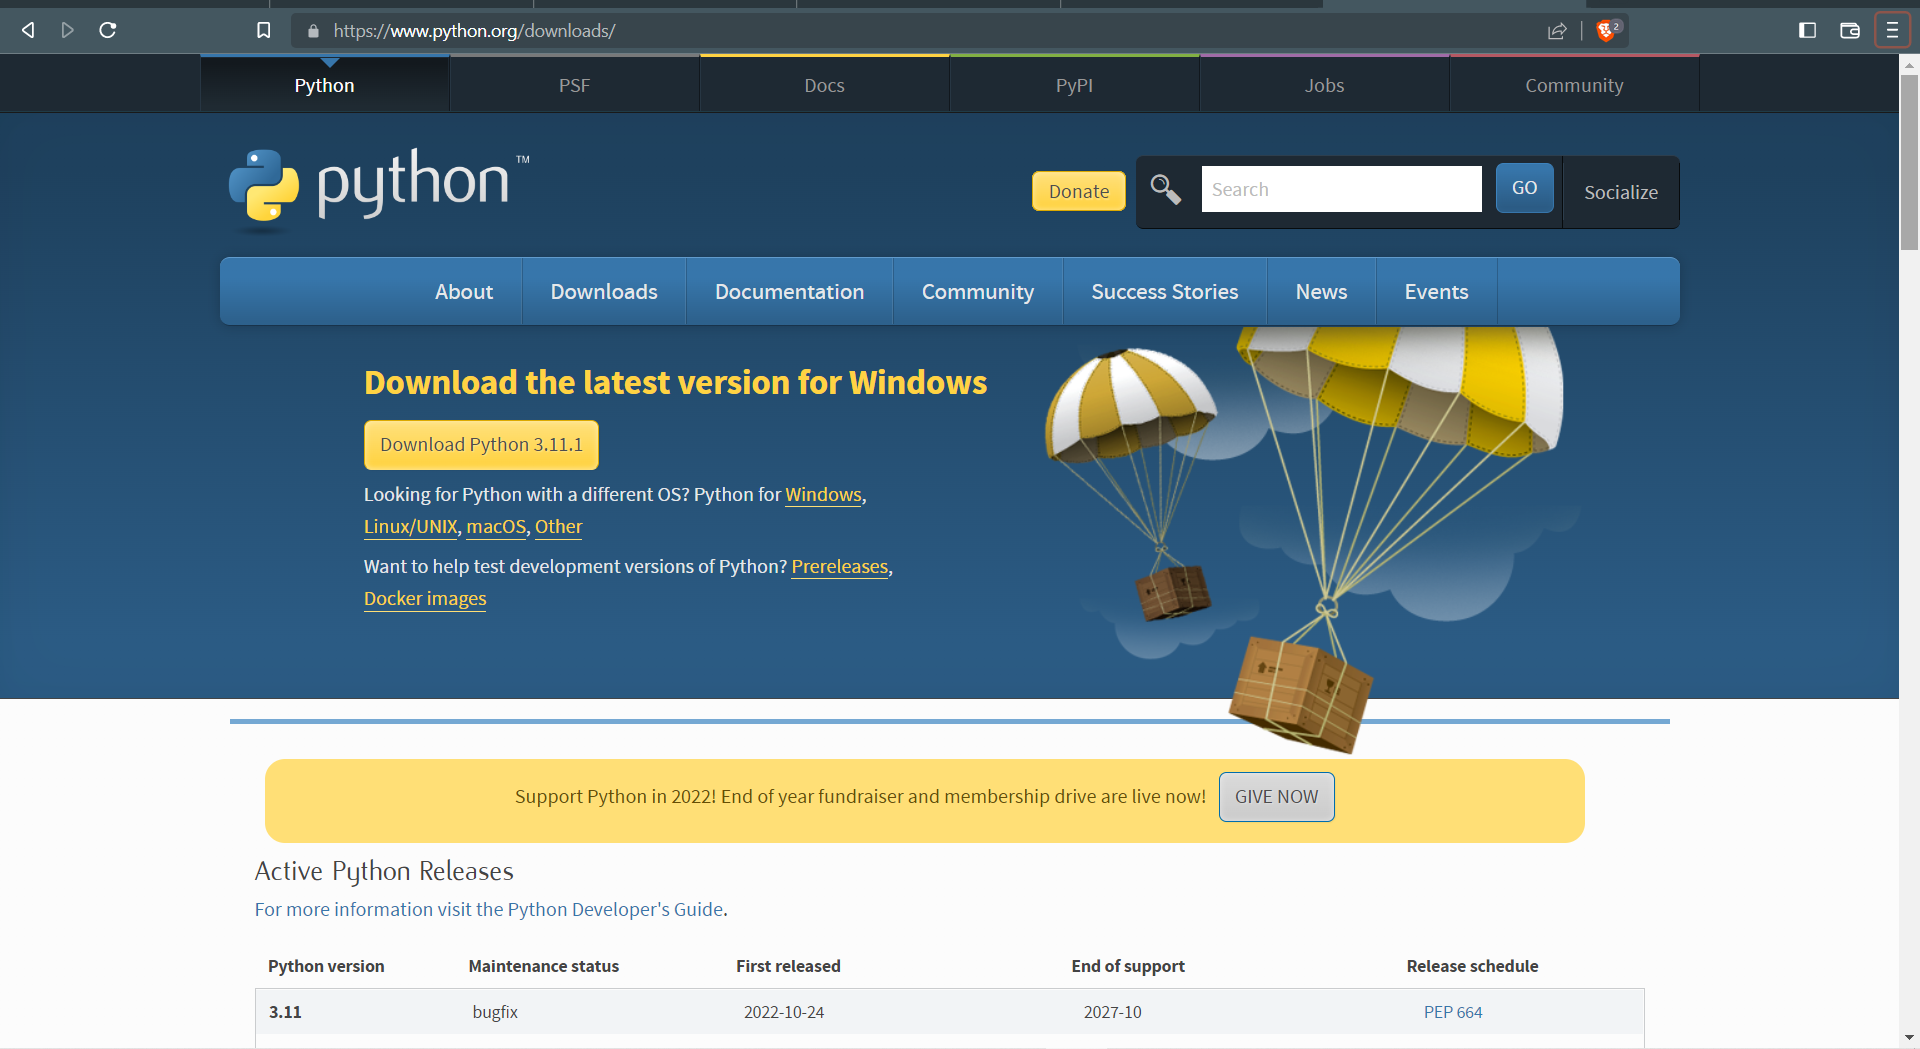 https://www.python.org/downloads/
2
Python PSF Docs PyPI Jobs Community
python™
Donate
Search
GO
Socialize
About Downloads Documentation Community Success Stories News Events
Download the latest version for Windows
Download Python 3.11.1
Looking for Python with a different OS? Python for Windows,
Linux/UNIX, macOS, Other
Want to help test development versions of Python? Prereleases,
Docker images
Support Python in 2022! End of year fundraiser and membership drive are live now! GIVE NOW
Active Python Releases
For more information visit the Python Developer's Guide.
Python version Maintenance status First released End of support Release schedule
3.11 bugfix 2022-10-24 2027-10 PEP 664